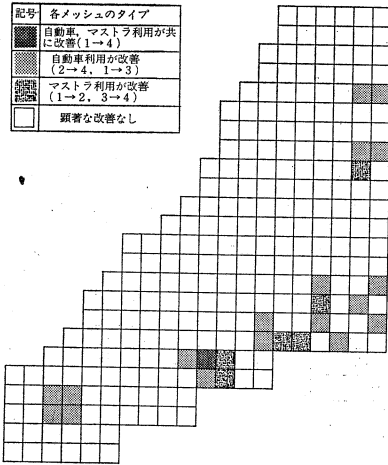 記号 各メッシュのタイプ
自動車,マストラ利用が共
に改善(1→4)
自動車利用が改善
(2→4, 1→3)
マストラ利用が改善
(1→2, 3→4)
顕著な改善なし